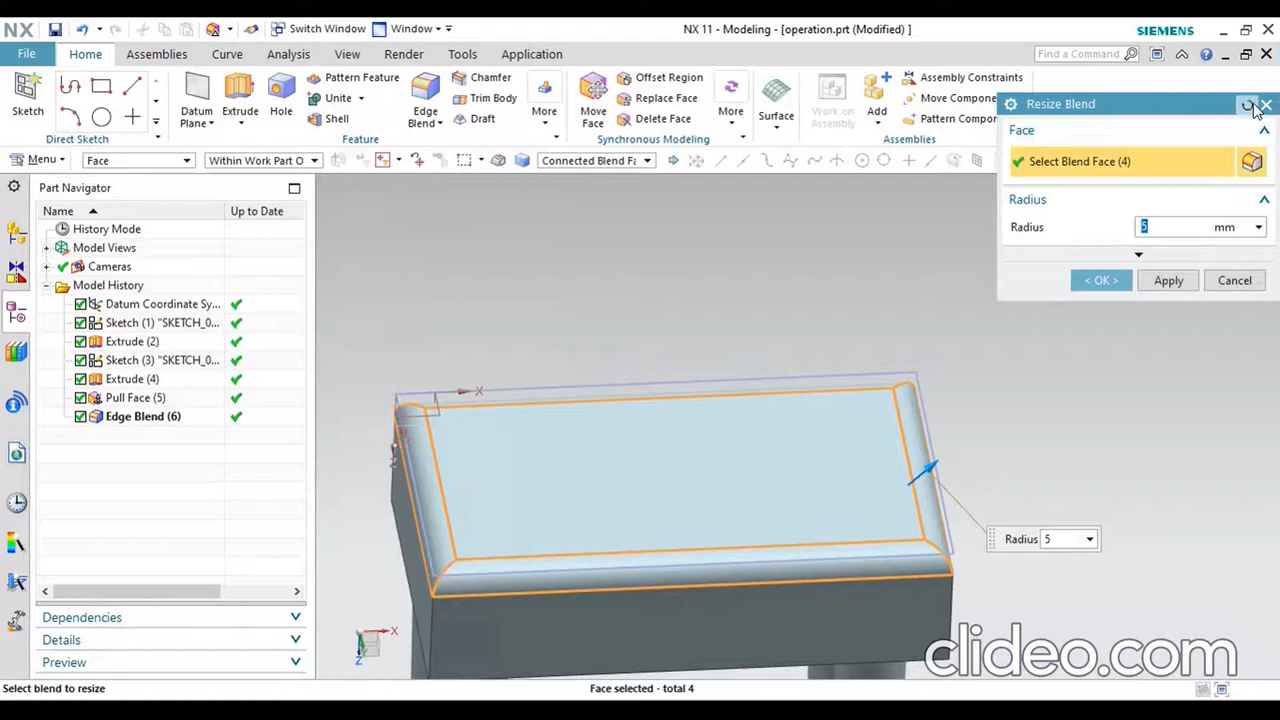 NX
Switch Window
Window
NX 11 - Modeling - [operation.prt (Modified) ]
SIEMENS
File
Home
Assemblies
Curve
Analysis
View
Render
Tools
Application
Find a Command
Sketch
Direct Sketch
Datum
Plane
Extrude
Hole
Pattern Feature
Unite
Shell
Edge
Blend
Chamfer
Trim Body
Draft
More
Feature
Move
Face
Offset Region
Replace Face
Delete Face
More
Synchronous Modeling
Surface
Work on
Assembly
Add
Assembly Constraints
Move Compone
Pattern Compo
Assemblies
Menu
Face
Within Work Part O
Connected Blend Fa
Resize Blend
Face
Select Blend Face (4)
Radius
Radius
5
mm
< OK >
Apply
Cancel
Part Navigator
Name
Up to Date
History Mode
Model Views
Cameras
Model History
Datum Coordinate Sy...
Sketch (1) "SKETCH_0...
Extrude (2)
Sketch (3) "SKETCH_0...
Extrude (4)
Pull Face (5)
Edge Blend (6)
Dependencies
Details
Preview
X
Z
Radius 5
X
Z
clideo.com
Select blend to resize
Face selected - total 4